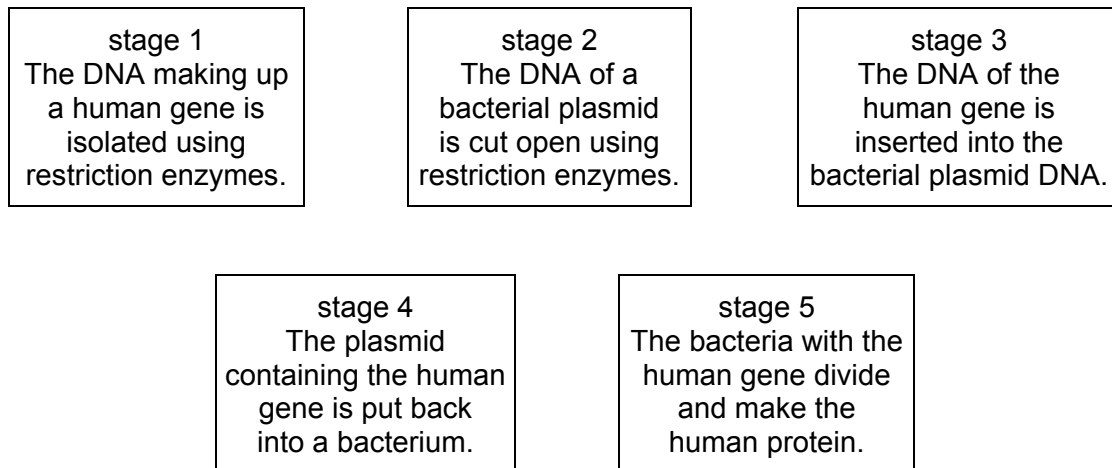 stage 1
The DNA making up
a human gene is
isolated using
restriction enzymes.
stage 2
The DNA of a
bacterial plasmid
is cut open using
restriction enzymes.
stage 3
The DNA of the
human gene is
inserted into the
bacterial plasmid DNA.
stage 4
The plasmid
containing the human
gene is put back
into a bacterium.
stage 5
The bacteria with the
human gene divide
and make the
human protein.